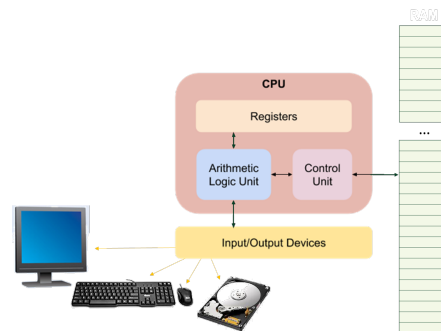 RAM
CPU
Registers
...
Arithmetic
Logic Unit
Control
Unit
Input/Output Devices